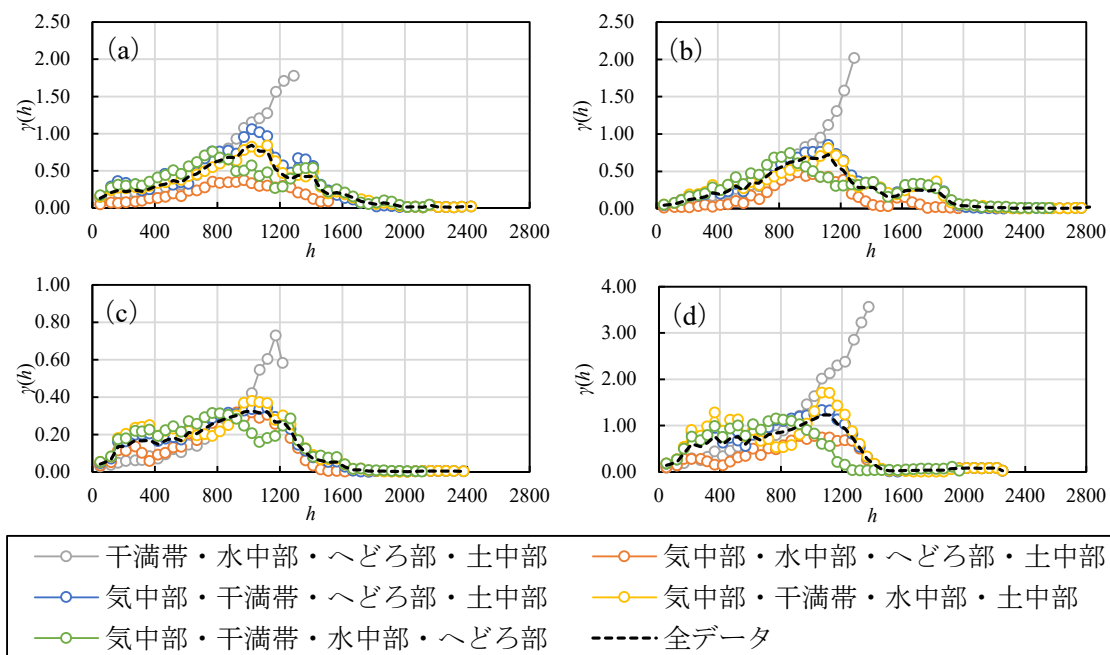 2.50
2.00
1.50
1.00
0.50
0.00
γ(h)
(a)
0 400 800 1200 1600 2000 2400 2800
h
2.50
2.00
1.50
1.00
0.50
0.00
γ(h)
(b)
0 400 800 1200 1600 2000 2400 2800
h
1.00
0.80
0.60
0.40
0.20
0.00
γ(h)
(c)
0 400 800 1200 1600 2000 2400 2800
h
4.00
3.00
2.00
1.00
0.00
γ(h)
(d)
0 400 800 1200 1600 2000 2400 2800
h
干満帯・水中部・へどろ部・土中部
気中部・水中部・へどろ部・土中部
気中部・干満帯・へどろ部・土中部
気中部・干満帯・水中部・土中部
気中部・干満帯・水中部・へどろ部
全データ